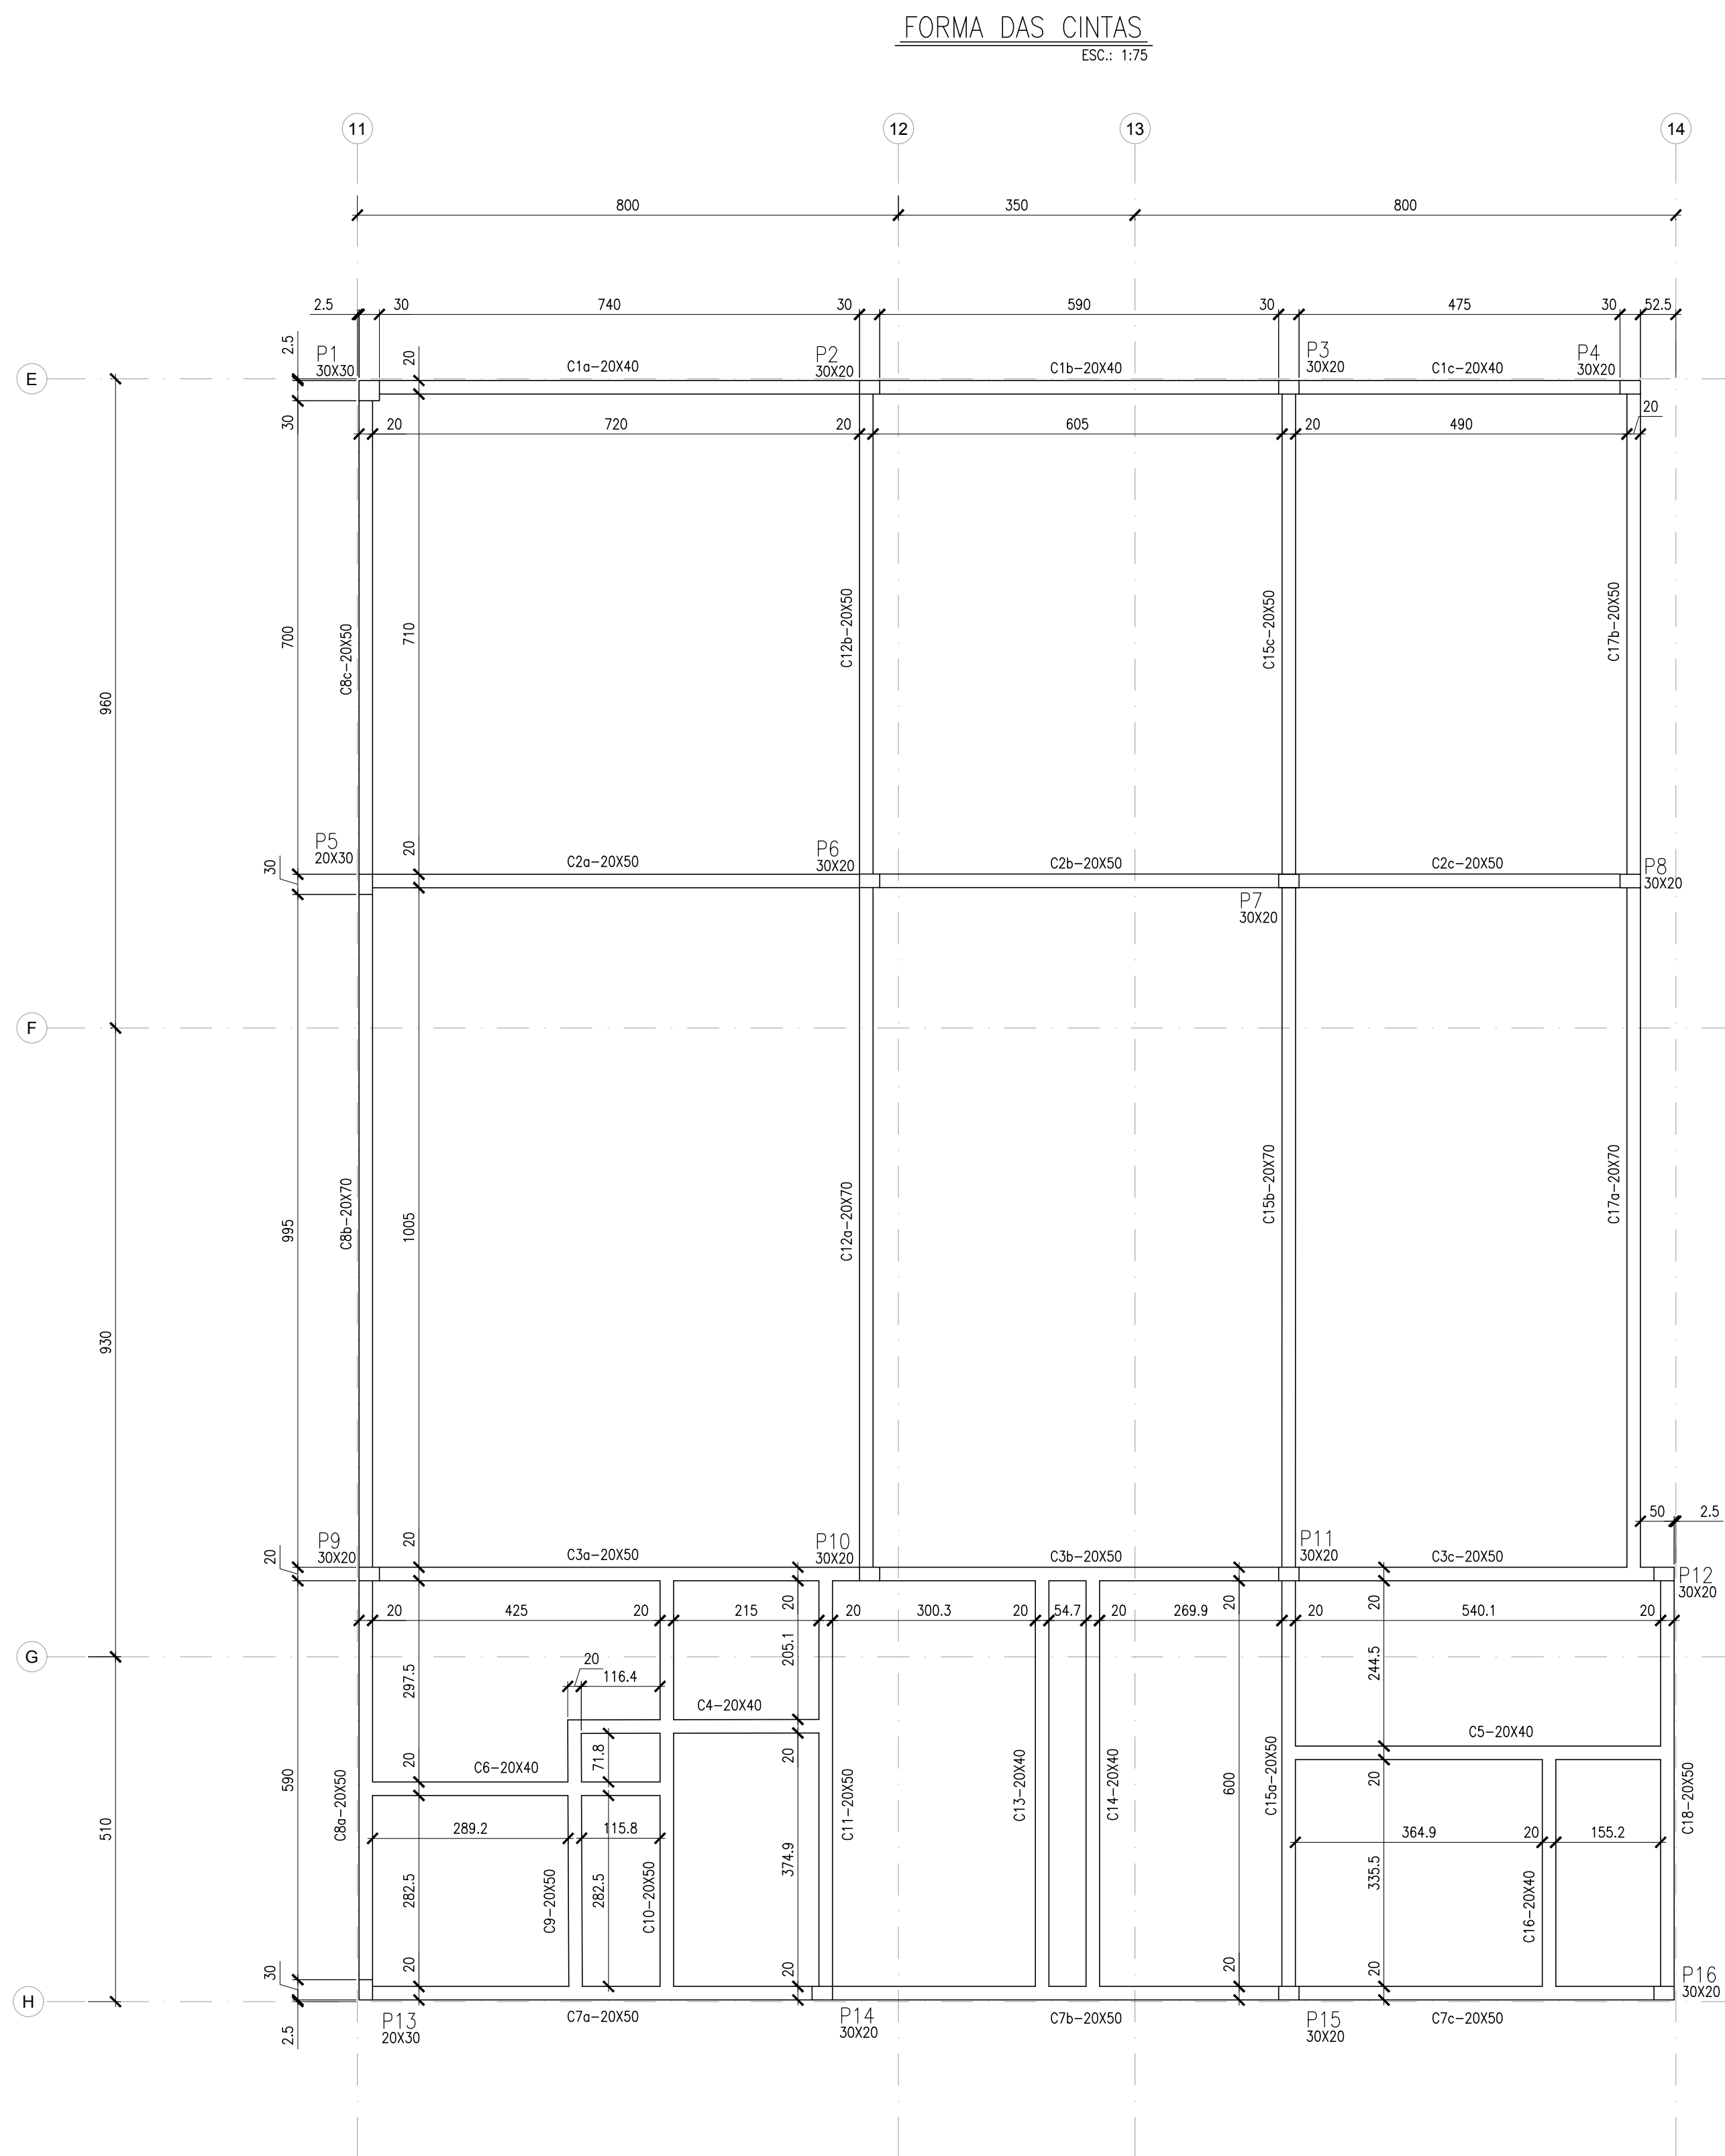 FORMA DAS CINTAS
ESC.: 1:75
11
12
13
14
800
350
800
2.5
30
740
30
590
30
475
30
52.5
2.5
P1
30X30
20
C1a-20X40
P2
30X20
C1b-20X40
P3
30X20
C1c-20X40
P4
30X20
E
30
20
720
20
605
20
490
20
700
C8c-20X50
710
C12b-20X50
C15c-20X50
C17b-20X50
960
P5
20X30
30
20
C2a-20X50
P6
30X20
C2b-20X50
C2c-20X50
P8
30X20
P7
30X20
F
995
C8b-20X70
1005
C12a-20X70
C15b-20X70
C17a-20X70
930
50
2.5
P9
30X20
20
20
C3a-20X50
P10
30X20
C3b-20X50
P11
30X20
C3c-20X50
P12
30X20
20
20
20
20
425
20
215
20
300.3
20
54.7
20
269.9
20
540.1
20
G
297.5
20
116.4
205.1
244.5
C4-20X40
C5-20X40
20
C6-20X40
71.8
20
20
590
C8a-20X50
C11-20X50
C13-20X40
C14-20X40
600
C15a-20X50
C18-20X50
510
289.2
115.8
374.9
364.9
20
155.2
282.5
C9-20X50
282.5
C10-20X50
335.5
C16-20X40
30
20
20
20
20
H
P16
30X20
2.5
P13
20X30
C7a-20X50
P14
30X20
C7b-20X50
P15
30X20
C7c-20X50